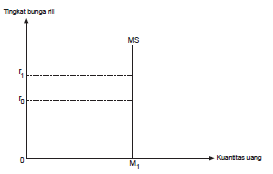 Tingkat bunga riil
MS
r1
r0
0
M1
Kuantitas uang